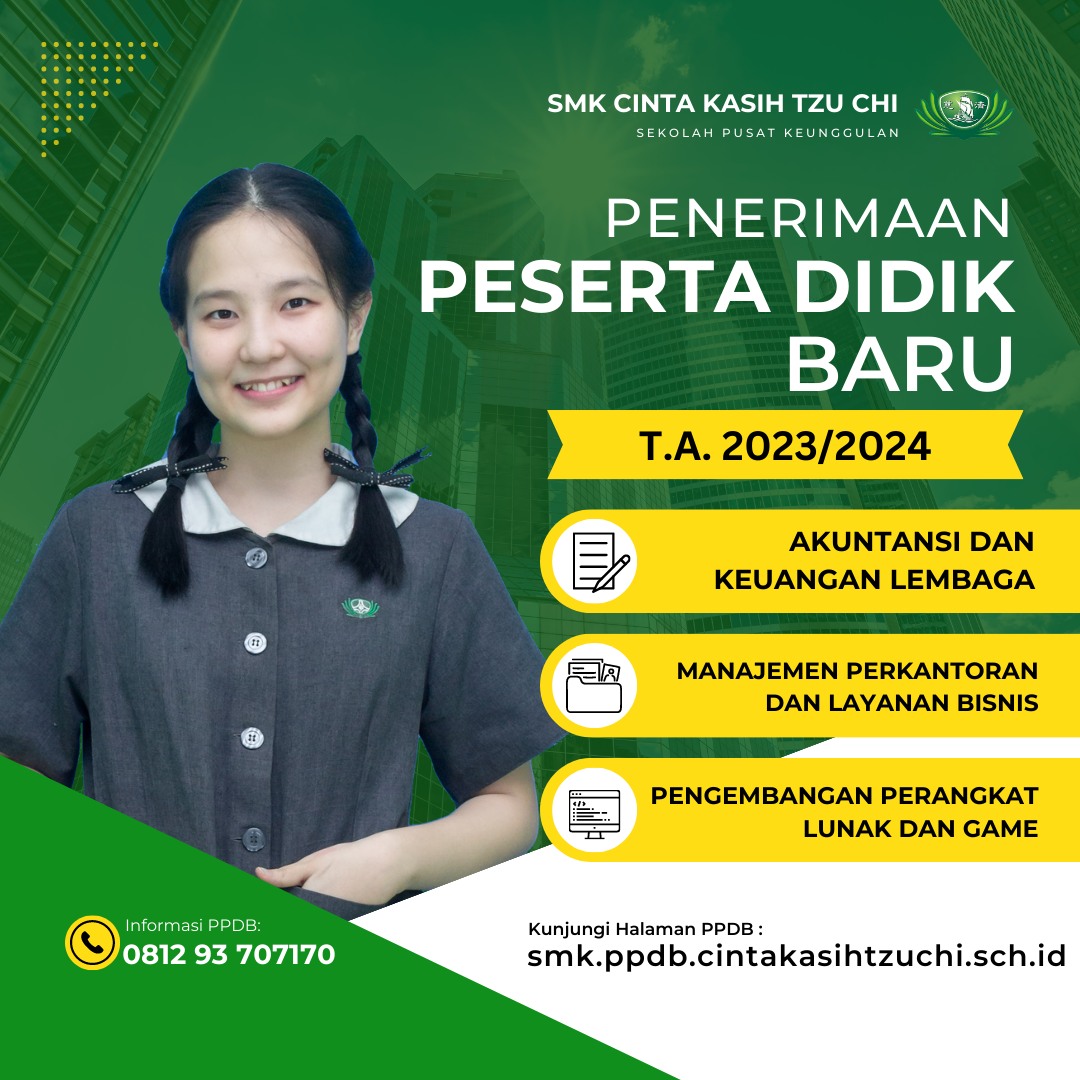 SMK CINTA KASIH TZU CHI
SEKOLAH PUSAT KEUNGGULAN
PENERIMAAN
PESERTA DIDIK
BARU
T.A. 2023/2024
AKUNTANSI DAN
KEUANGAN LEMBAGA
MANAJEMEN PERKANTORAN
DAN LAYANAN BISNIS
PENGEMBANGAN PERANGKAT
LUNAK DAN GAME
Informasi PPDB:
0812 93 707170
Kunjungi Halaman PPDB :
smk.ppdb.cintakasihtzuchi.sch.id